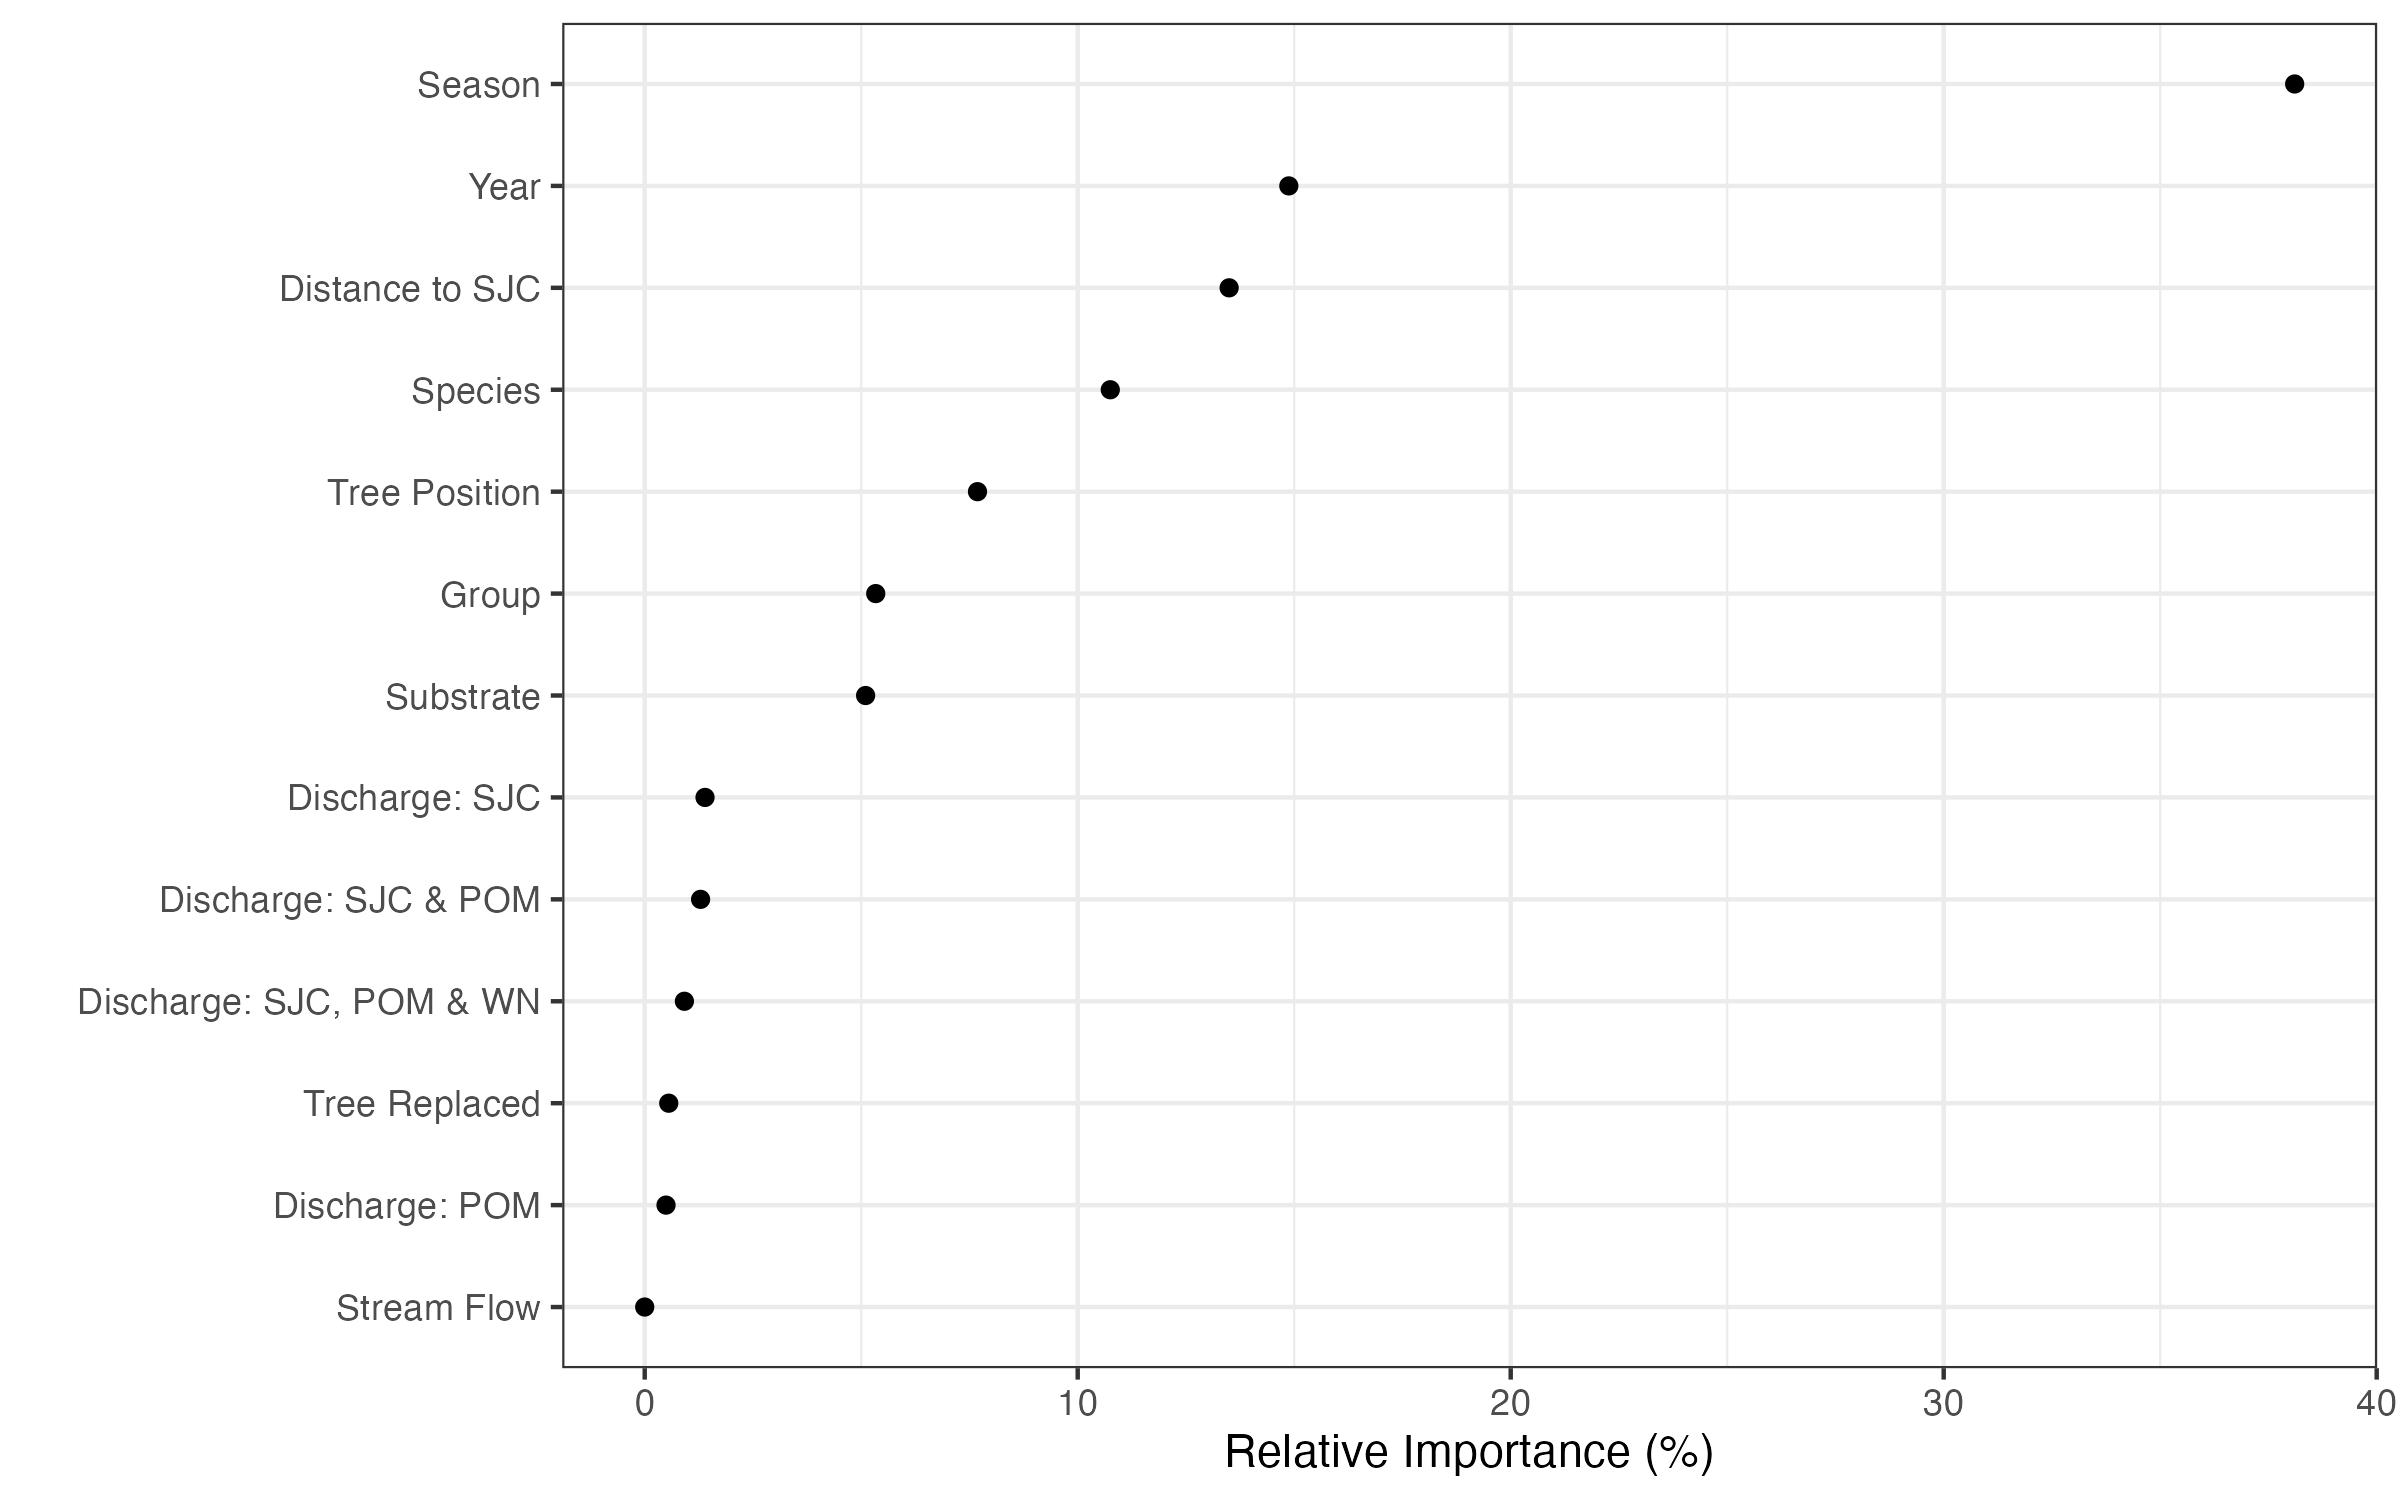 Season
Year
Distance to SJC
Species
Tree Position
Group
Substrate
Discharge: SJC
Discharge: SJC & POM
Discharge: SJC, POM & WN
Tree Replaced
Discharge: POM
Stream Flow
0 10 20 30 40
Relative Importance (%)